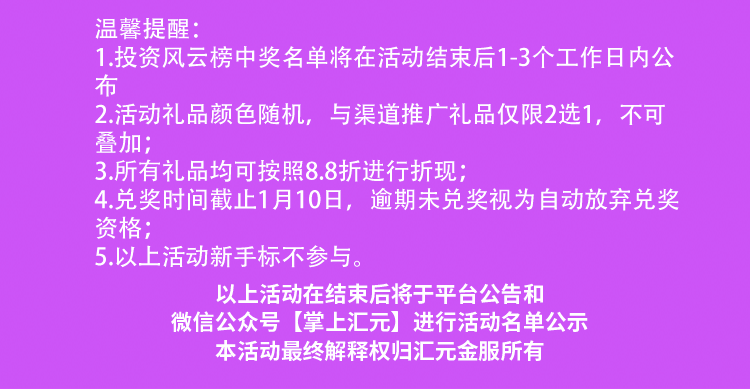 温馨提醒：
1.投资风云榜中奖名单将在活动结束后1-3个工作日内公
布
2.活动礼品颜色随机，与渠道推广礼品仅限2选1，不可
叠加；
3.所有礼品均可按照8.8折进行折现；
4.兑奖时间截止1月10日，逾期未兑奖视为自动放弃兑奖
资格；
5.以上活动新手标不参与。
以上活动在结束后将于平台公告和
微信公众号【掌上汇元】进行活动名单公示
本活动最终解释权归汇元金服所有